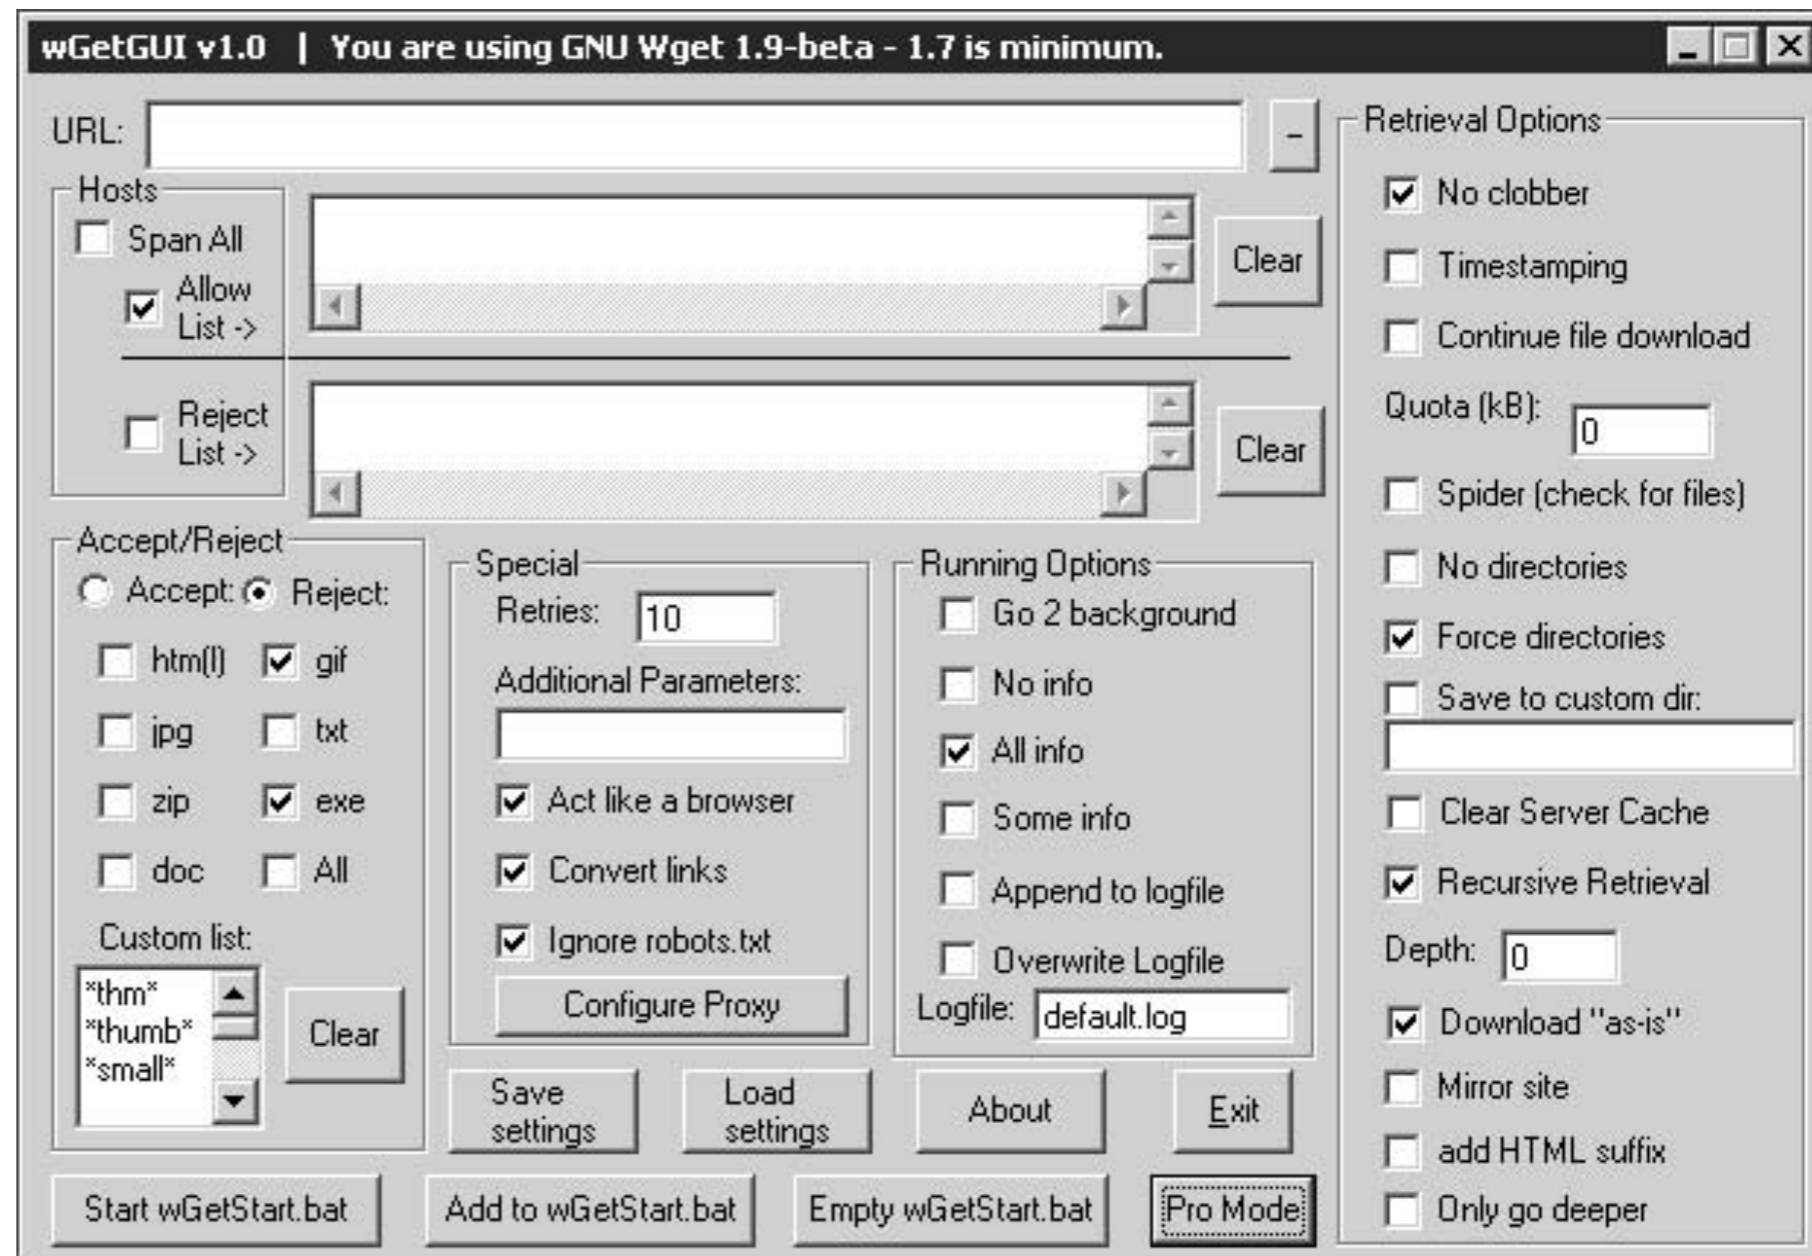 wGetGUI v1.0 | You are using GNU Wget 1.9-beta - 1.7 is minimum.
URL:
-
Hosts
Span All
Allow
List ->
Clear
Reject
List ->
Clear
Accept/Reject
Accept: Reject:
htm(l) gif
jpg txt
zip exe
doc All
Custom list:
*thm*
*thumb*
*small*
Clear
Special
Retries: 10
Additional Parameters:
Act like a browser
Convert links
Ignore robots.txt
Configure Proxy
Running Options
Go 2 background
No info
All info
Some info
Append to logfile
Overwrite Logfile
Logfile: default.log
Retrieval Options
No clobber
Timestamping
Continue file download
Quota (kB): 0
Spider (check for files)
No directories
Force directories
Save to custom dir:
Clear Server Cache
Recursive Retrieval
Depth: 0
Download "as-is"
Mirror site
add HTML suffix
Only go deeper
Save
settings
Load
settings
About
Exit
Start wGetStart.bat
Add to wGetStart.bat
Empty wGetStart.bat
Pro Mode